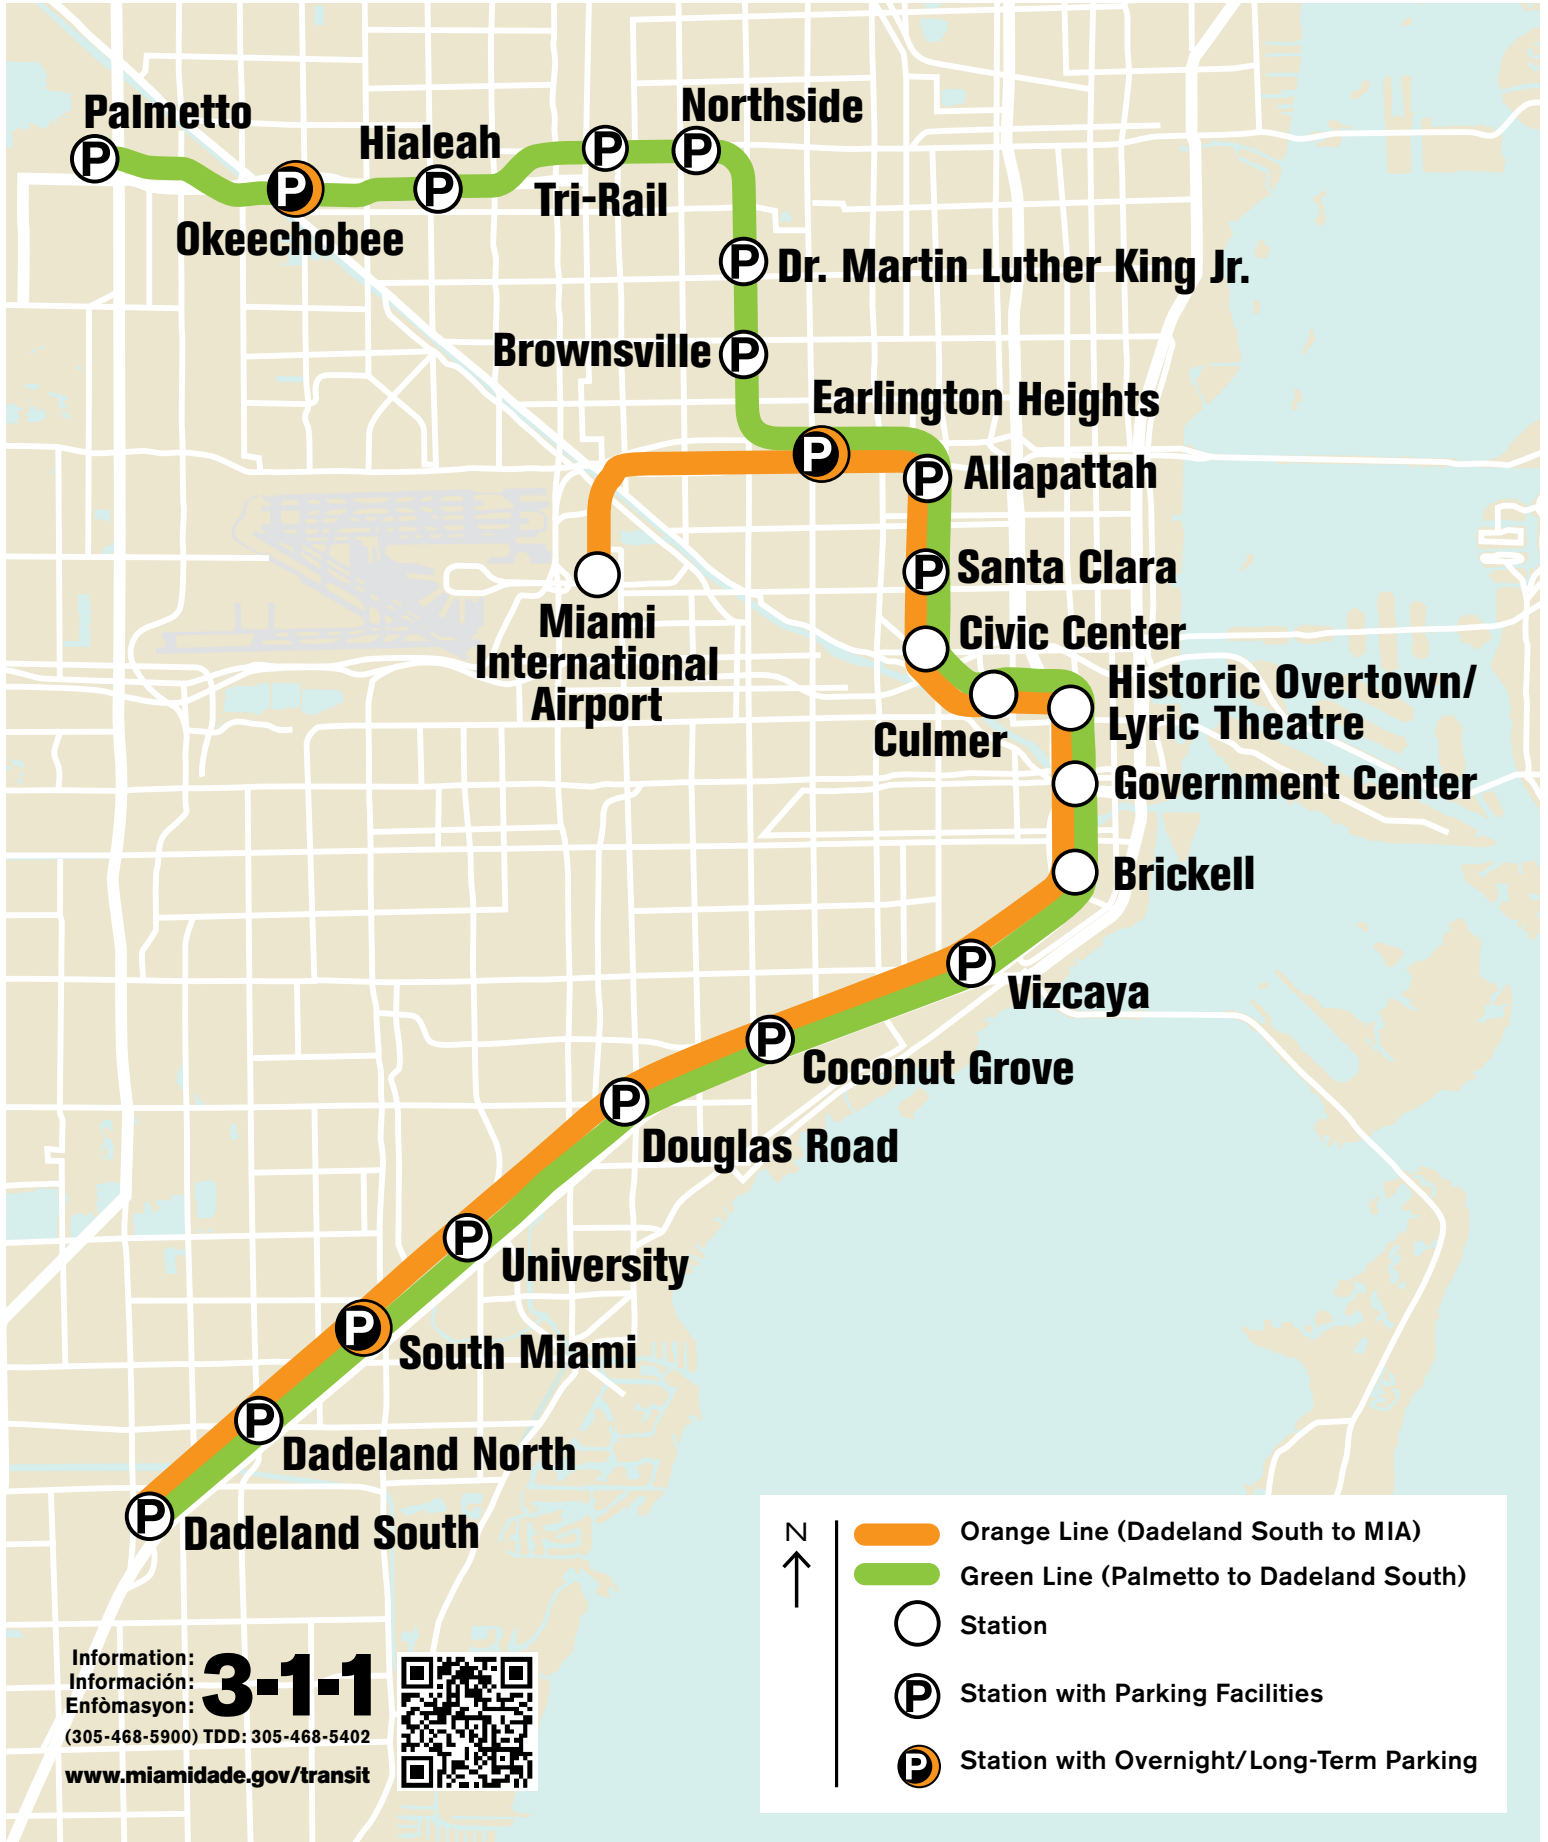 Palmetto
P
Okeechobee
P
Hialeah
P
Tri-Rail
P
Northside
P
Dr. Martin Luther King Jr.
P
Brownsville
P
Earlington Heights
P
Allapattah
P
Santa Clara
P
Civic Center
Miami
International
Airport
Culmer
Historic Overtown/
Lyric Theatre
Government Center
Brickell
Vizcaya
P
Coconut Grove
P
Douglas Road
P
University
P
South Miami
P
Dadeland North
P
Dadeland South
P
N
Orange Line (Dadeland South to MIA)
Green Line (Palmetto to Dadeland South)
Station
P Station with Parking Facilities
P Station with Overnight/Long-Term Parking
Information:
Información:
Enfòmasyon:
3-1-1
(305-468-5900) TDD: 305-468-5402
www.miamidade.gov/transit